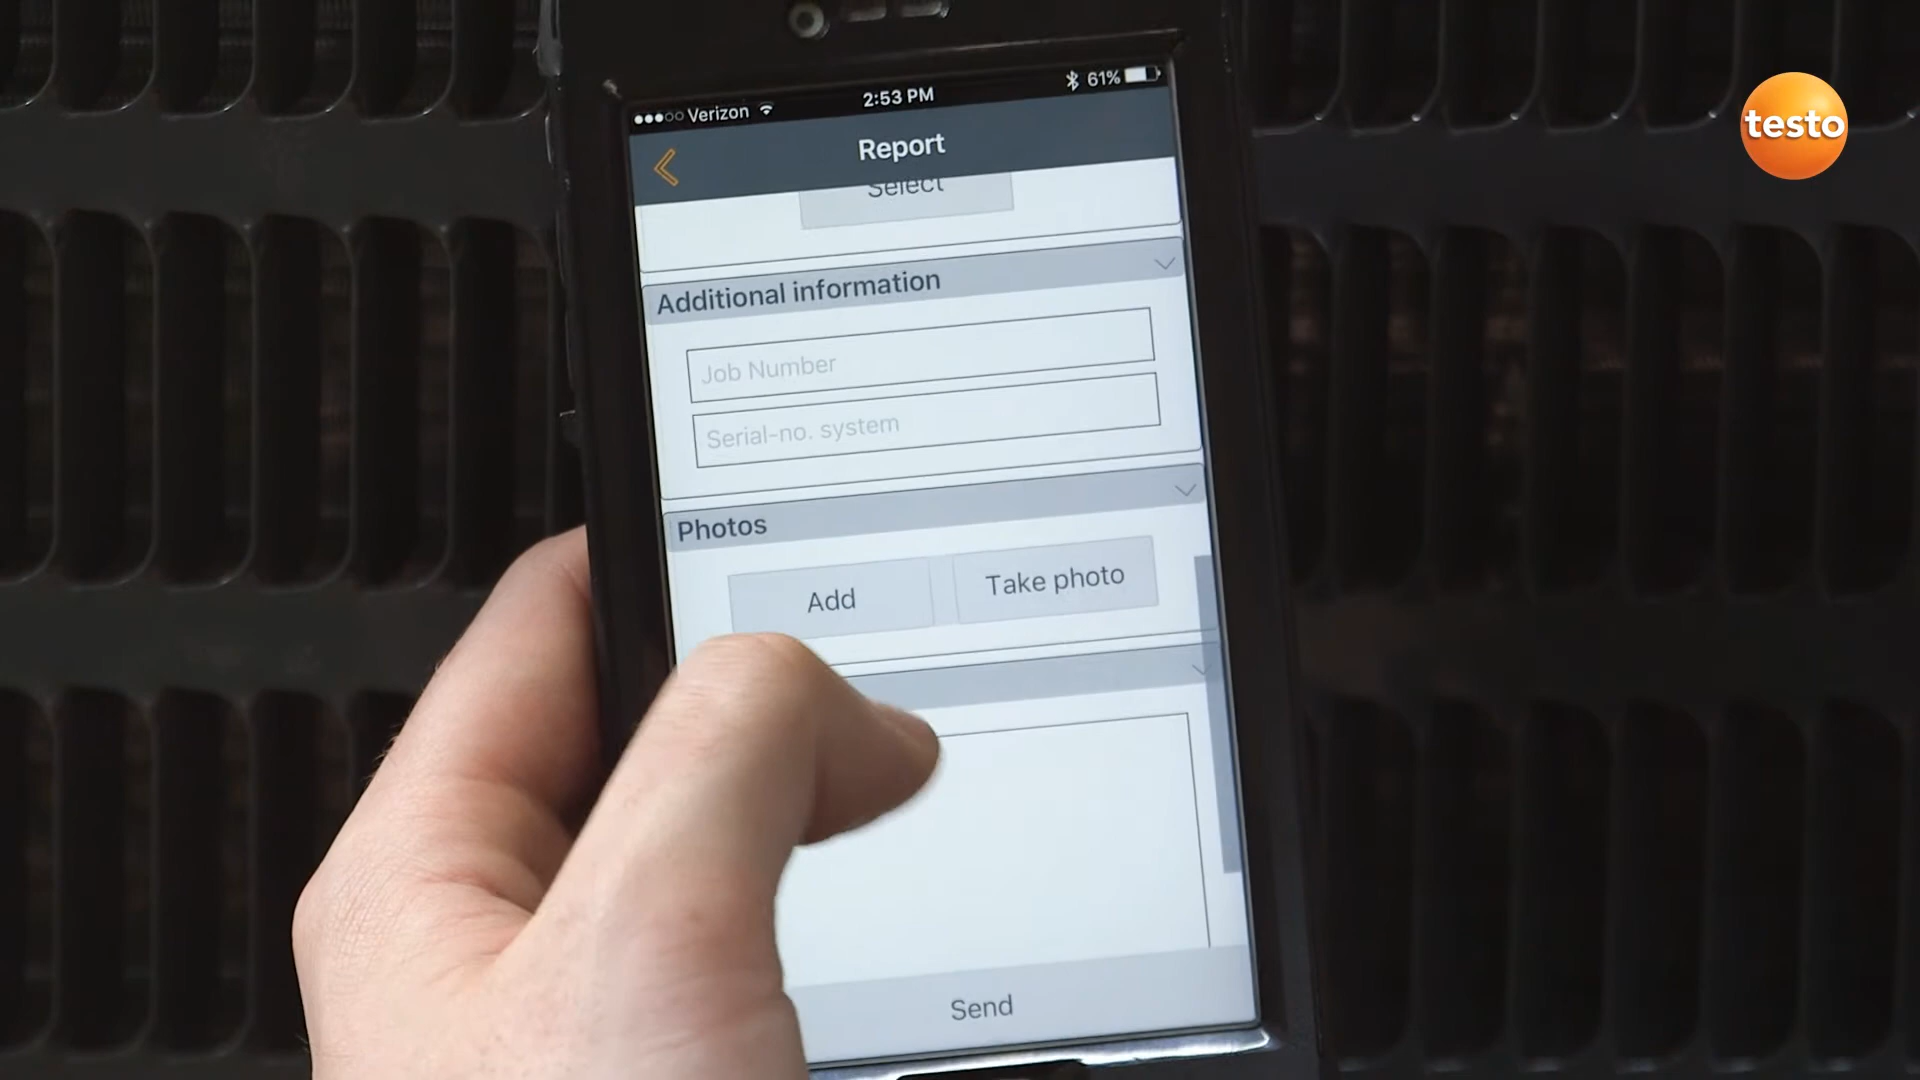 Verizon
2:53 PM
61%
testo
Report
Select
Additional information
Job Number
Serial-no. system
Photos
Add
Take photo
Send